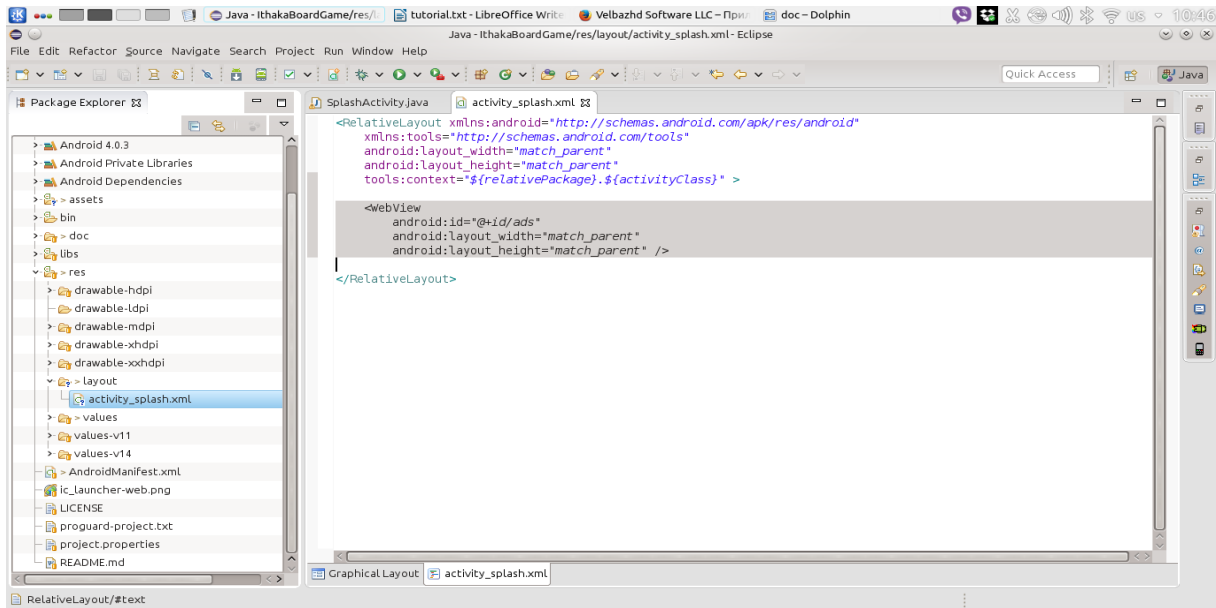 Java - IthakaBoardGame/res/l
tutorial.txt - LibreOffice Write
Velbazhd Software LLC – При
doc – Dolphin
us
10:46
Java - IthakaBoardGame/res/layout/activity_splash.xml - Eclipse
File Edit Refactor Source Navigate Search Project Run Window Help
Quick Access
Java
Package Explorer
SplashActivity.java
activity_splash.xml
Android 4.0.3
Android Private Libraries
Android Dependencies
> assets
bin
> doc
libs
> res
drawable-hdpi
drawable-ldpi
drawable-mdpi
drawable-xhdpi
drawable-xxhdpi
> layout
activity_splash.xml
> values
values-v11
values-v14
> AndroidManifest.xml
ic_launcher-web.png
LICENSE
proguard-project.txt
project.properties
README.md
<RelativeLayout xmlns:android="http://schemas.android.com/apk/res/android"
xmlns:tools="http://schemas.android.com/tools"
android:layout_width="match_parent"
android:layout_height="match_parent"
tools:context="${relativePackage}.${activityClass}" >
<WebView
android:id="@+id/ads"
android:layout_width="match_parent"
android:layout_height="match_parent" />
</RelativeLayout>
Graphical Layout
activity_splash.xml
RelativeLayout/#text